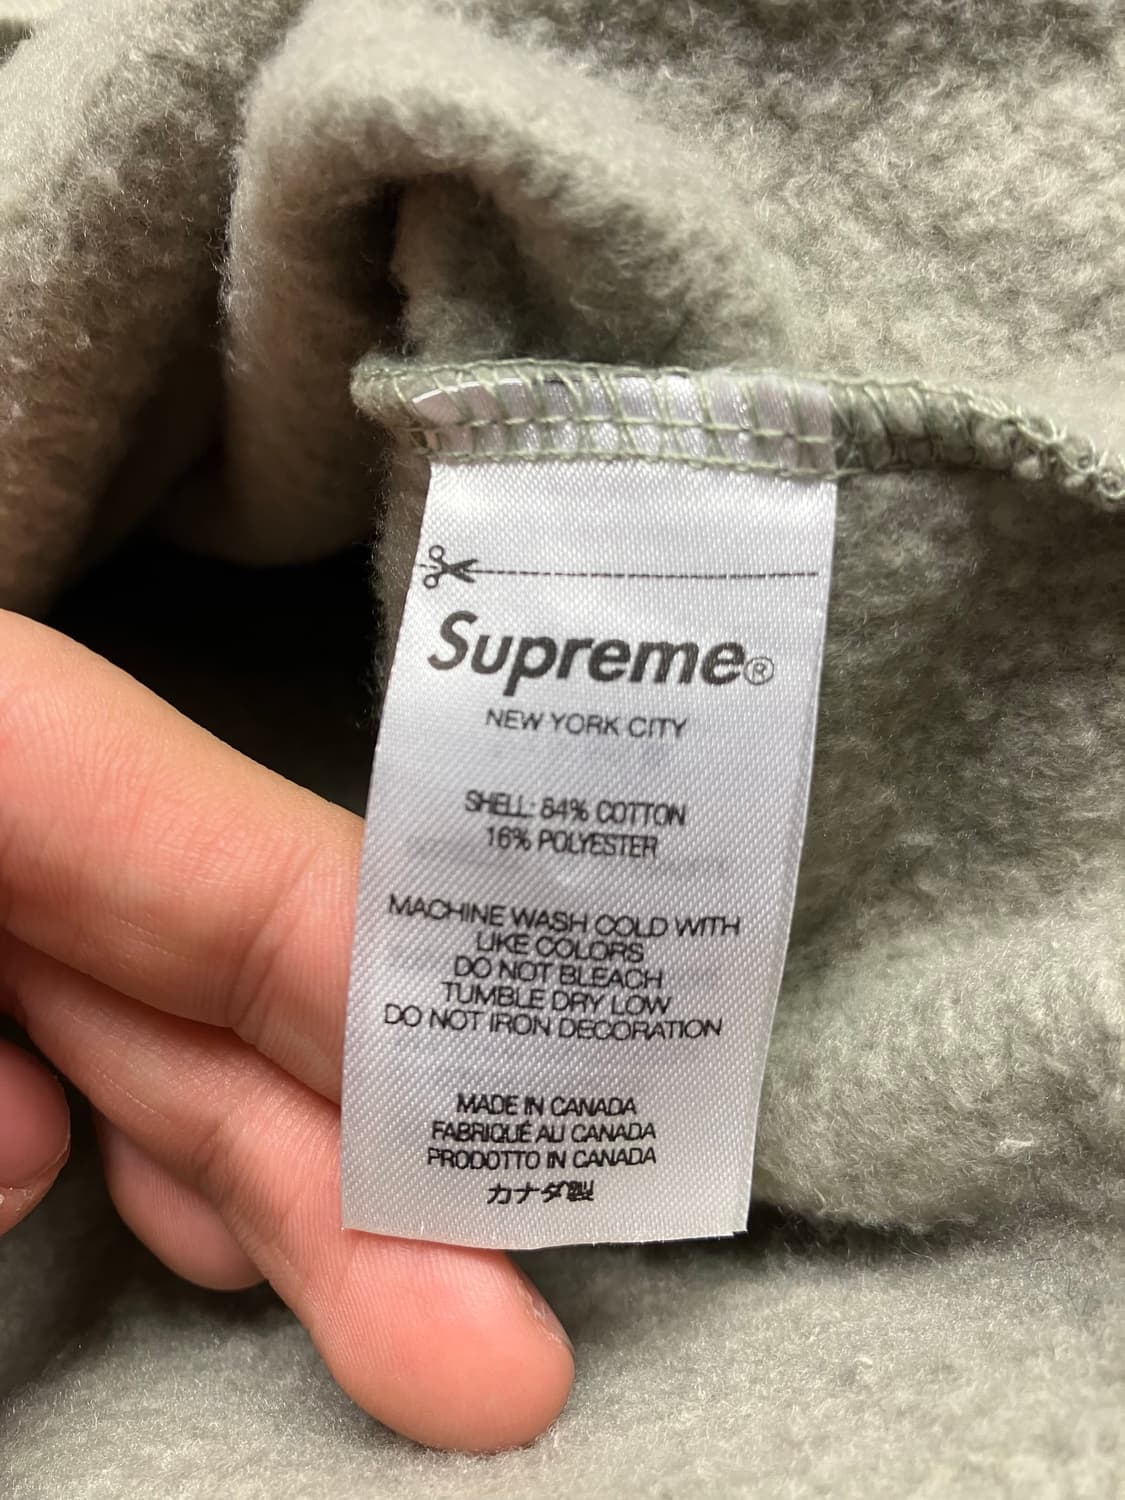 Supreme®
NEW YORK CITY
SHELL: 84% COTTON
16% POLYESTER
MACHINE WASH COLD WITH
LIKE COLORS
DO NOT BLEACH
TUMBLE DRY LOW
DO NOT IRON DECORATION
MADE IN CANADA
FABRIQUÉ AU CANADA
PRODOTTO IN CANADA
カナダ製